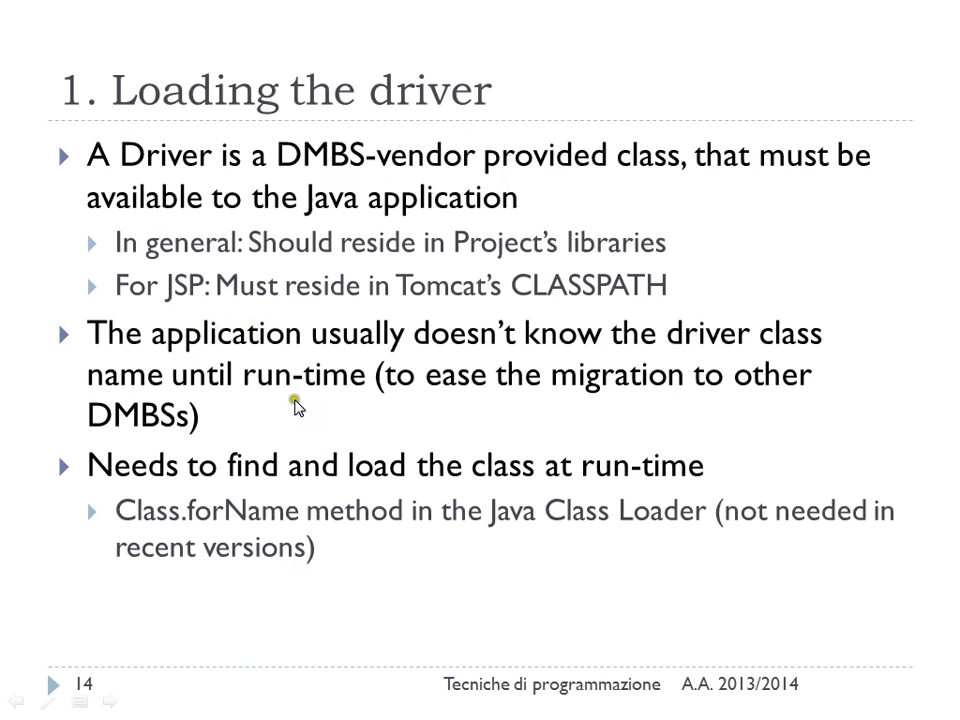 1. Loading the driver
A Driver is a DMBS-vendor provided class, that must be
available to the Java application
In general: Should reside in Project's libraries
For JSP: Must reside in Tomcat's CLASSPATH
The application usually doesn't know the driver class
name until run-time (to ease the migration to other
DMBSs)
Needs to find and load the class at run-time
Class.forName method in the Java Class Loader (not needed in
recent versions)
14 Tecniche di programmazione A.A. 2013/2014